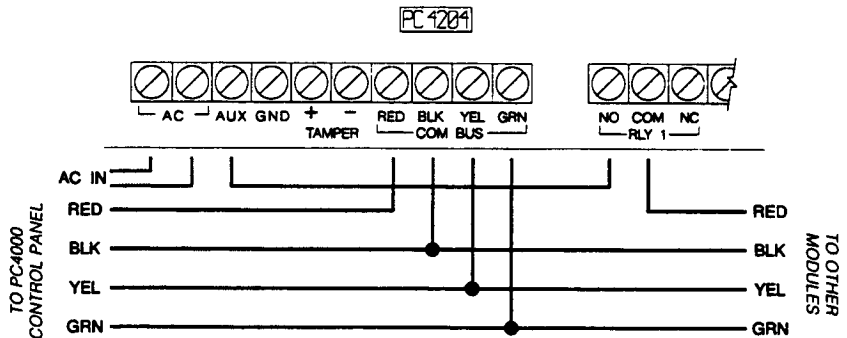 PC4204
AC AUX GND + - RED BLK YEL GRN
TAMPER COM BUS
NO COM NC
RLY 1
AC IN
RED
BLK
YEL
GRN
TO PC4000
CONTROL PANEL
RED
BLK
YEL
GRN
TO OTHER
MODULES